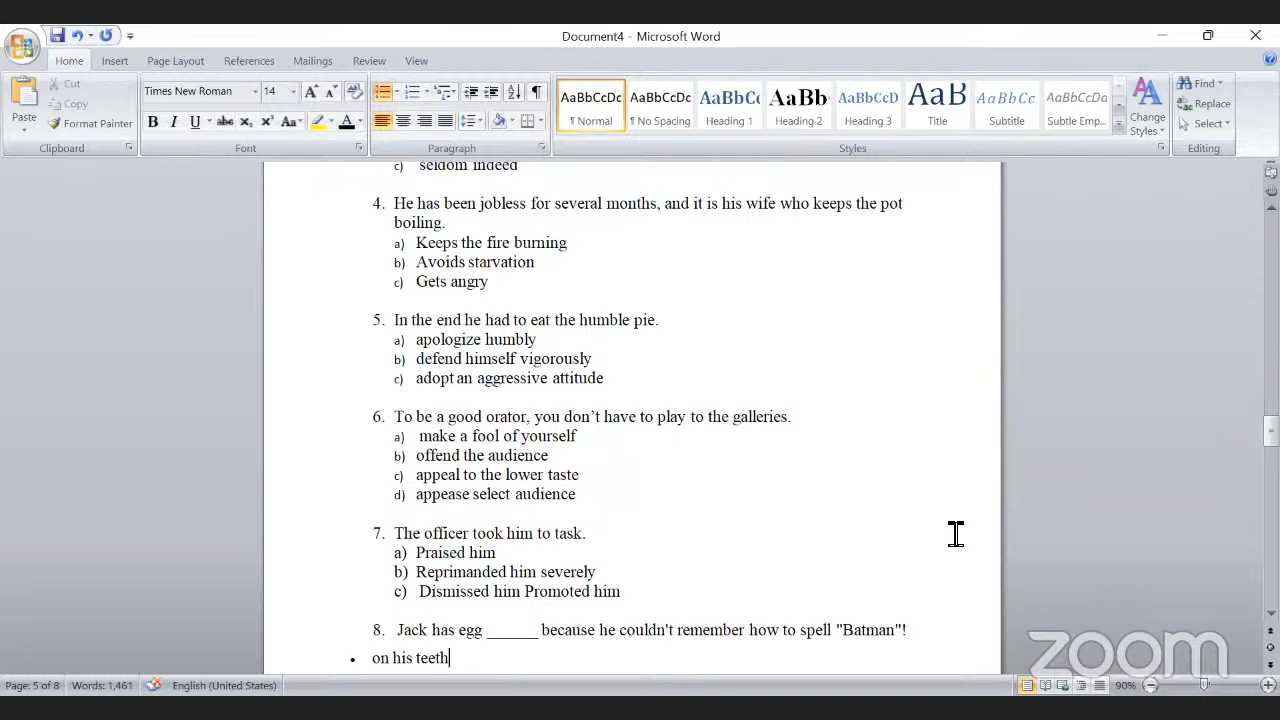 Document4 - Microsoft Word
Home Insert Page Layout References Mailings Review View
Paste
Cut
Copy
Format Painter
Clipboard
Times New Roman 14
B I U abc X₂ X² Aa
Font
Paragraph
AaBbCcDc AaBbCcDc AaBbCc AaBbCc AaBbCcD AaB AaBbCc. AaBbCcDa
¶ Normal ¶ No Spacing Heading 1 Heading 2 Heading 3 Title Subtitle Subtle Emp...
Styles
Change
Styles
Find
Replace
Select
Editing
c) seldom indeed
4. He has been jobless for several months, and it is his wife who keeps the pot
boiling.
a) Keeps the fire burning
b) Avoids starvation
c) Gets angry
5. In the end he had to eat the humble pie.
a) apologize humbly
b) defend himself vigorously
c) adopt an aggressive attitude
6. To be a good orator, you don’t have to play to the galleries.
a) make a fool of yourself
b) offend the audience
c) appeal to the lower taste
d) appease select audience
7. The officer took him to task.
a) Praised him
b) Reprimanded him severely
c) Dismissed him Promoted him
8. Jack has egg ______ because he couldn't remember how to spell "Batman"!
• on his teeth
zoom
Page: 5 of 8 Words: 1,461 English (United States) 90%